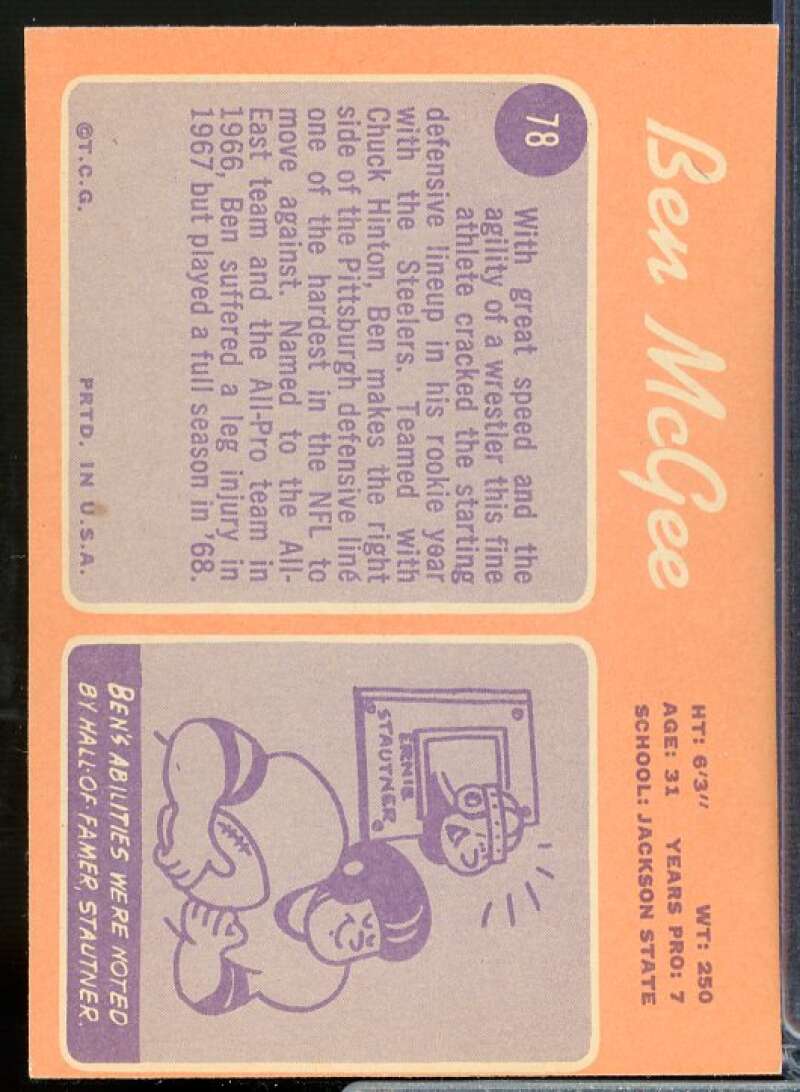 Ben McGee
HT: 6'3" WT: 250
AGE: 31 YEARS PRO: 7
SCHOOL: JACKSON STATE
78
With great speed and the
agility of a wrestler this fine
athlete cracked the starting
defensive lineup in his rookie year
with the Steelers. Teamed with
Chuck Hinton, Ben makes the right
side of the Pittsburgh defensive line
one of the hardest in the NFL to
move against. Named to the All-
East team and the All-Pro team in
1966, Ben suffered a leg injury in
1967 but played a full season in '68.
©T.C.G. PRTD. IN U.S.A.
ERNIE
STAUTNER
BEN'S ABILITIES WERE NOTED
BY HALL-OF FAMER, STAUTNER.